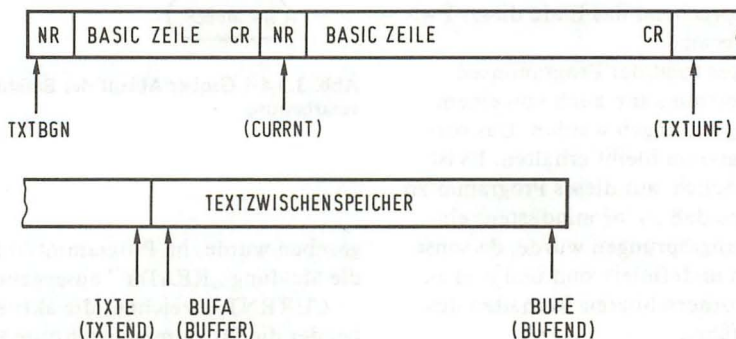 NR BASIC ZEILE CR NR BASIC ZEILE CR
TXTBGN (CURRNT) (TXTUNF)
TEXTZWISCHENSPEICHER
TXTE BUFA BUFE
(TXTEND) (BUFFER) (BUFEND)